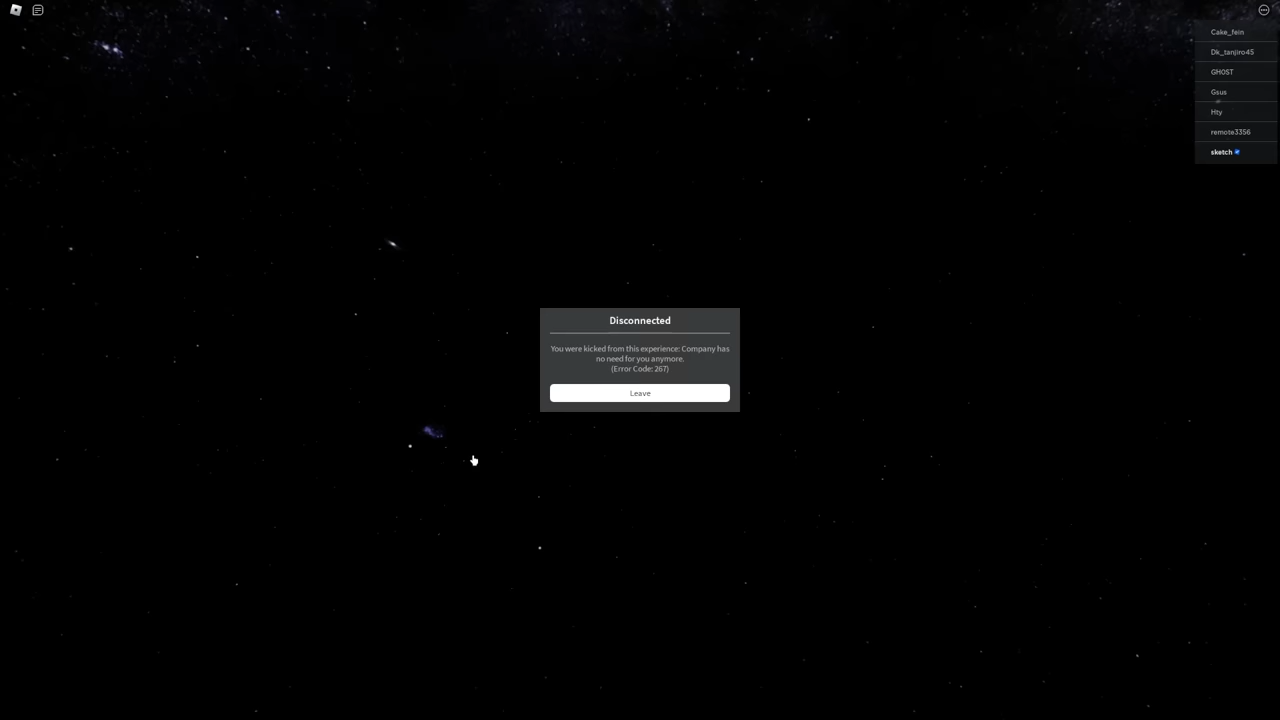 Cake_fein
Dk_tanjiro45
GH0ST
Gsus
Hty
remote3356
sketch
Disconnected
You were kicked from this experience: Company has
no need for you anymore.
(Error Code: 267)
Leave